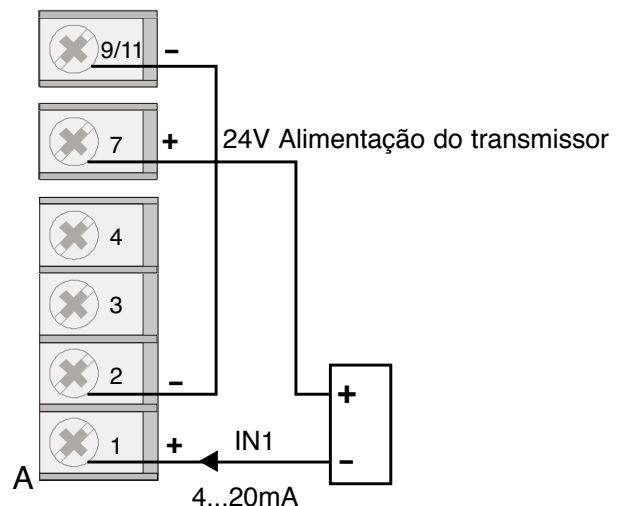 9/11 –
7 + 24V Alimentação do transmissor
4
3
2 –
+
1 + IN1 –
A
4...20mA